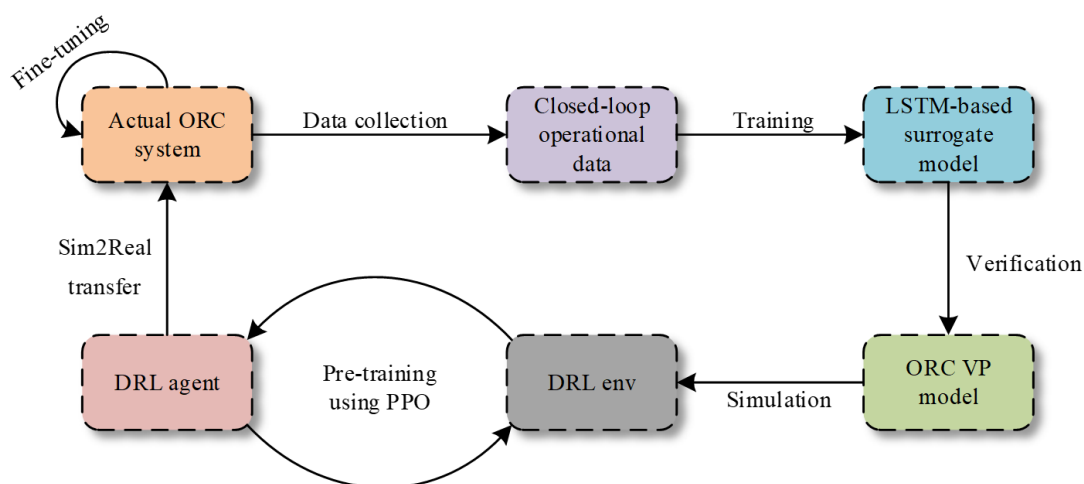 Fine-tuning
Actual ORC
system
Data collection
Closed-loop
operational
data
Training
LSTM-based
surrogate
model
Sim2Real
transfer
Verification
DRL agent
Pre-training
using PPO
DRL env
Simulation
ORC VP
model